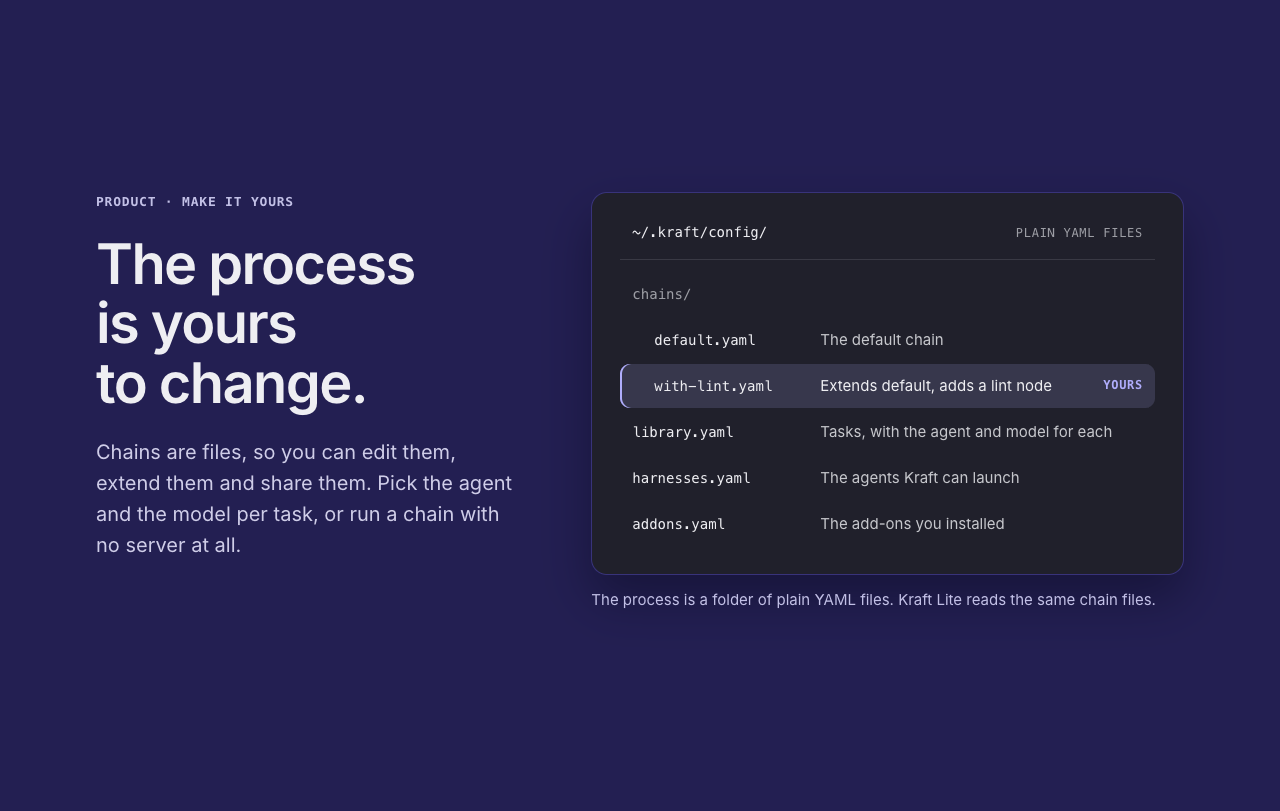 PRODUCT · MAKE IT YOURS
The process
is yours
to change.
Chains are files, so you can edit them,
extend them and share them. Pick the agent
and the model per task, or run a chain with
no server at all.
~/.kraft/config/ PLAIN YAML FILES
chains/
default.yaml The default chain
with-lint.yaml Extends default, adds a lint node YOURS
library.yaml Tasks, with the agent and model for each
harnesses.yaml The agents Kraft can launch
addons.yaml The add-ons you installed
The process is a folder of plain YAML files. Kraft Lite reads the same chain files.